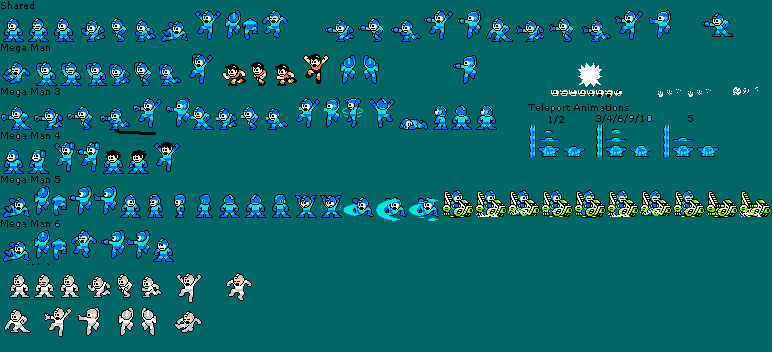 Shared
Mega Man
Mega Man 3
Teleport Animations
1/2 3/4/6/9/10 5
Mega Man 4
Mega Man 5
Mega Man 6